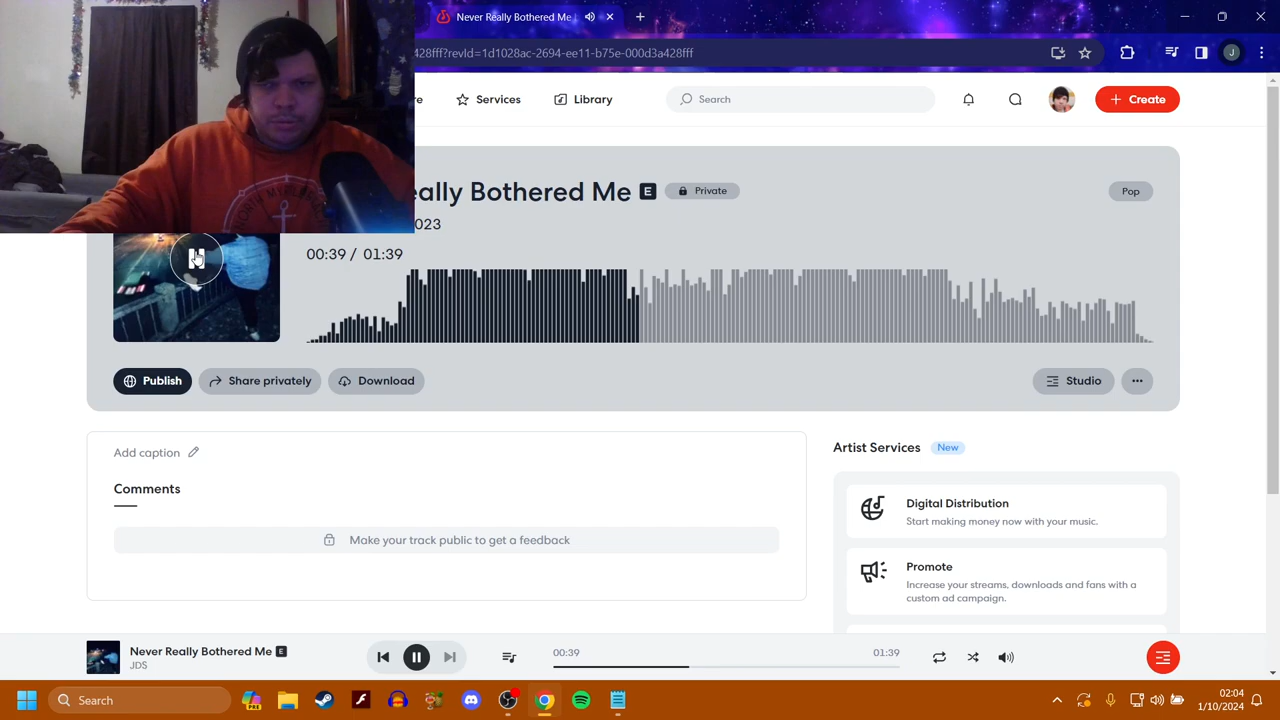 Never Really Bothered Me
428fff?revId=1d1028ac-2694-ee11-b75e-000d3a428fff
J
re
Services
Library
Search
Create
eally Bothered Me E Private
Pop
023
00:39 / 01:39
Publish
Share privately
Download
Studio
Add caption
Comments
Make your track public to get a feedback
Artist Services New
Digital Distribution
Start making money now with your music.
Promote
Increase your streams, downloads and fans with a
custom ad campaign.
Never Really Bothered Me E
JDS
00:39
01:39
Search
PRE
02:04
1/10/2024